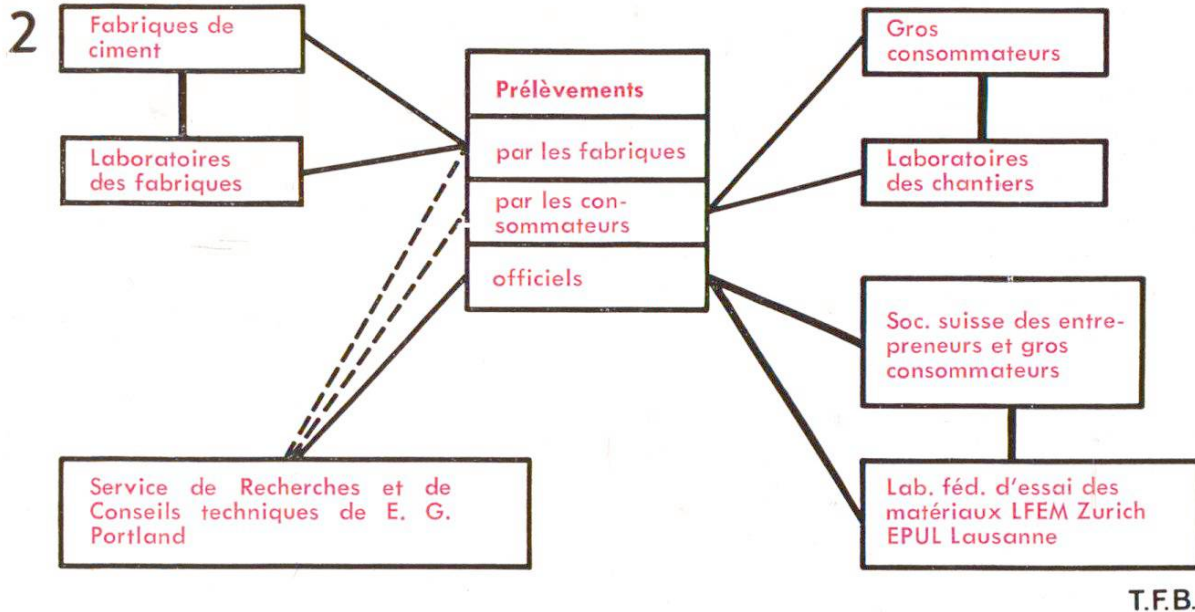 2
Fabriques de
ciment
Laboratoires
des fabriques
Prélèvements
par les fabriques
par les con-
sommateurs
officiels
Gros
consommateurs
Laboratoires
des chantiers
Soc. suisse des entre-
preneurs et gros
consommateurs
Service de Recherches et de
Conseils techniques de E. G.
Portland
Lab. féd. d'essai des
matériaux LFEM Zurich
EPUL Lausanne
T.F.B.